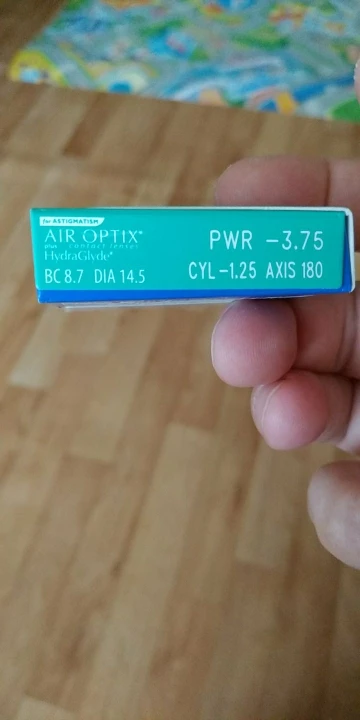 for ASTIGMATISM
AIR OPTIX®
plus contact lenses
HydraGlyde®
BC 8.7 DIA 14.5
PWR -3.75
CYL -1.25 AXIS 180